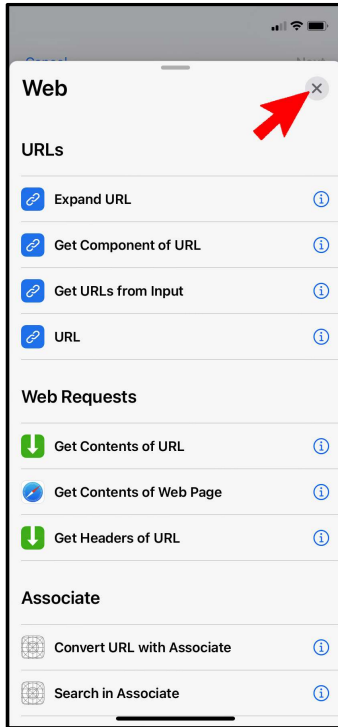 Web
URLs
Expand URL
Get Component of URL
Get URLs from Input
URL
Web Requests
Get Contents of URL
Get Contents of Web Page
Get Headers of URL
Associate
Convert URL with Associate
Search in Associate